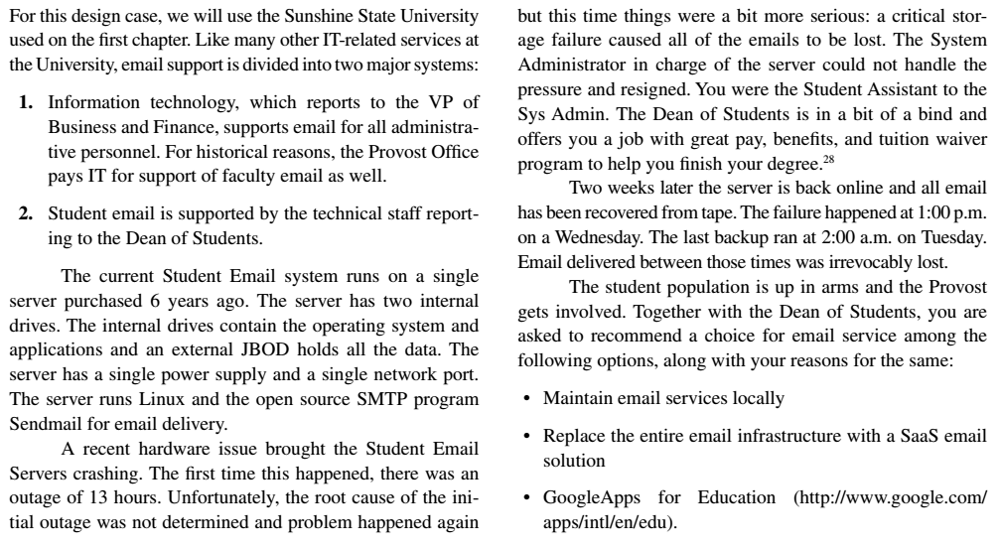 For this design case, we will use the Sunshine State University
used on the first chapter. Like many other IT-related services at
the University, email support is divided into two major systems:
1. Information technology, which reports to the VP of
Business and Finance, supports email for all administra-
tive personnel. For historical reasons, the Provost Office
pays IT for support of faculty email as well.
2. Student email is supported by the technical staff report-
ing to the Dean of Students.
The current Student Email system runs on a single
server purchased 6 years ago. The server has two internal
drives. The internal drives contain the operating system and
applications and an external JBOD holds all the data. The
server has a single power supply and a single network port.
The server runs Linux and the open source SMTP program
Sendmail for email delivery.
A recent hardware issue brought the Student Email
Servers crashing. The first time this happened, there was an
outage of 13 hours. Unfortunately, the root cause of the ini-
tial outage was not determined and problem happened again
but this time things were a bit more serious: a critical stor-
age failure caused all of the emails to be lost. The System
Administrator in charge of the server could not handle the
pressure and resigned. You were the Student Assistant to the
Sys Admin. The Dean of Students is in a bit of a bind and
offers you a job with great pay, benefits, and tuition waiver
program to help you finish your degree.28
Two weeks later the server is back online and all email
has been recovered from tape. The failure happened at 1:00 p.m.
on a Wednesday. The last backup ran at 2:00 a.m. on Tuesday.
Email delivered between those times was irrevocably lost.
The student population is up in arms and the Provost
gets involved. Together with the Dean of Students, you are
asked to recommend a choice for email service among the
following options, along with your reasons for the same:
• Maintain email services locally
• Replace the entire email infrastructure with a SaaS email
solution
• GoogleApps for Education (http://www.google.com/
apps/intl/en/edu).